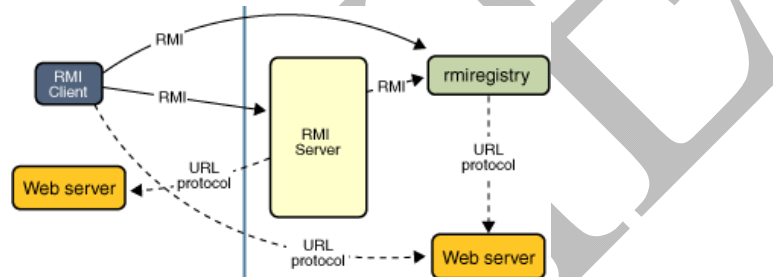 RMI
RMI
Client
RMI
RMI
Server
RMI
rmiregistry
URL
protocol
Web server
URL
protocol
URL
protocol
Web server